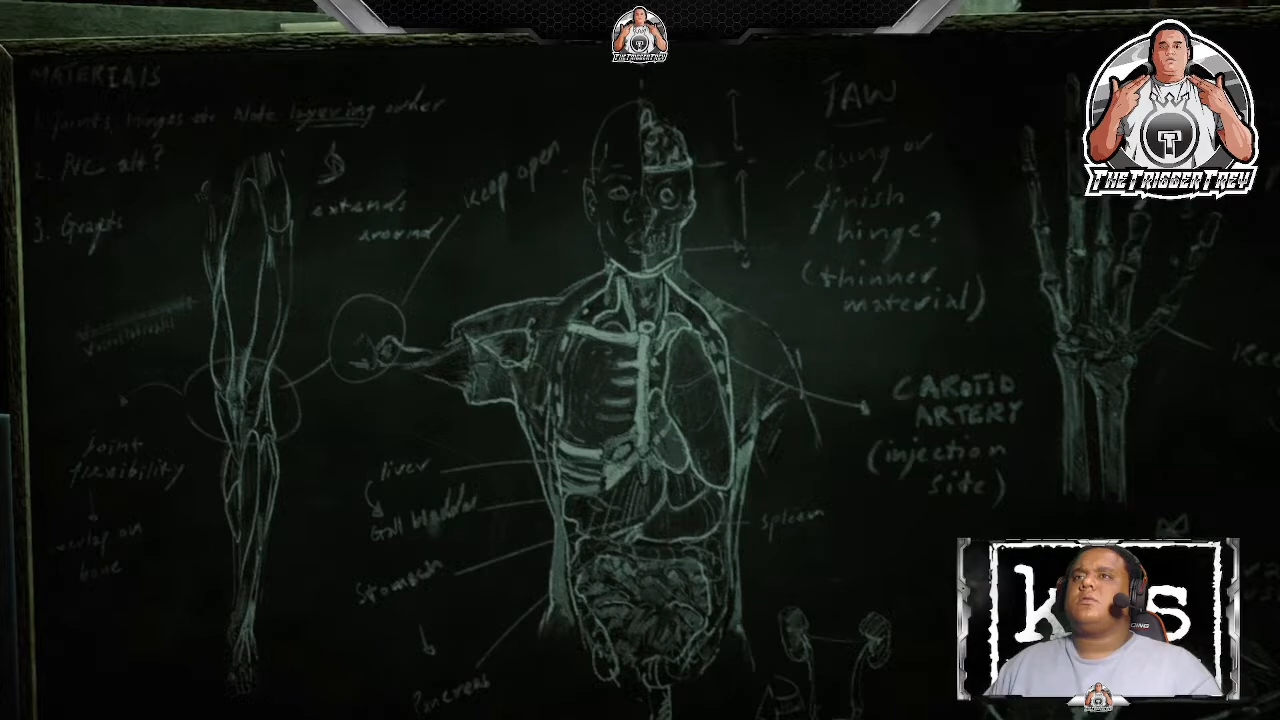 MATERIALS
1. Joints, hinges etc. Note layering order
2. P/C alt?
3. Grafts
extends
around
keep open
JAW
Rising or
finish
hinge?
(thinner
material)
CAROTID
ARTERY
(injection
site)
joint
flexibility
overlap on
bone
liver
Gall bladder
Stomach
Pancreas
spleen
THETRIGGERTREY
THETRIGGERTREY
T
k
s